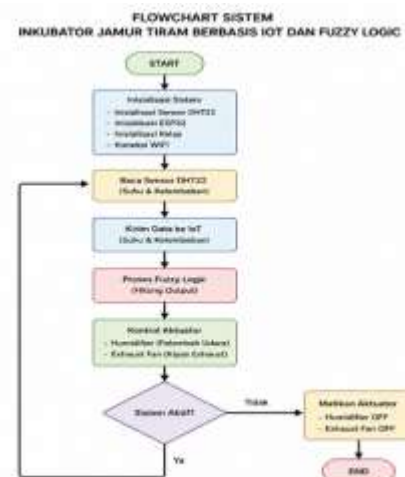 FLOWCHART SISTEM
INKUBATOR JAMUR TIRAM BERBASIS IOT DAN FUZZY LOGIC
START
Inisialisasi Sistem
- Inisialisasi Sensor DHT22
- Inisialisasi ESP32
- Inisialisasi Relay
- Koneksi WiFi
Baca Sensor DHT22
(Suhu & Kelembaban)
Kirim Data ke IoT
(Suhu & Kelembaban)
Proses Fuzzy Logic
(Hitung Output)
Kontrol Aktuator
- Humidifier (Pelembab Udara)
- Exhaust Fan (Kipas Exhaust)
Sistem Aktif?
Tidak
Ya
Matikan Aktuator
- Humidifier OFF
- Exhaust Fan OFF
END